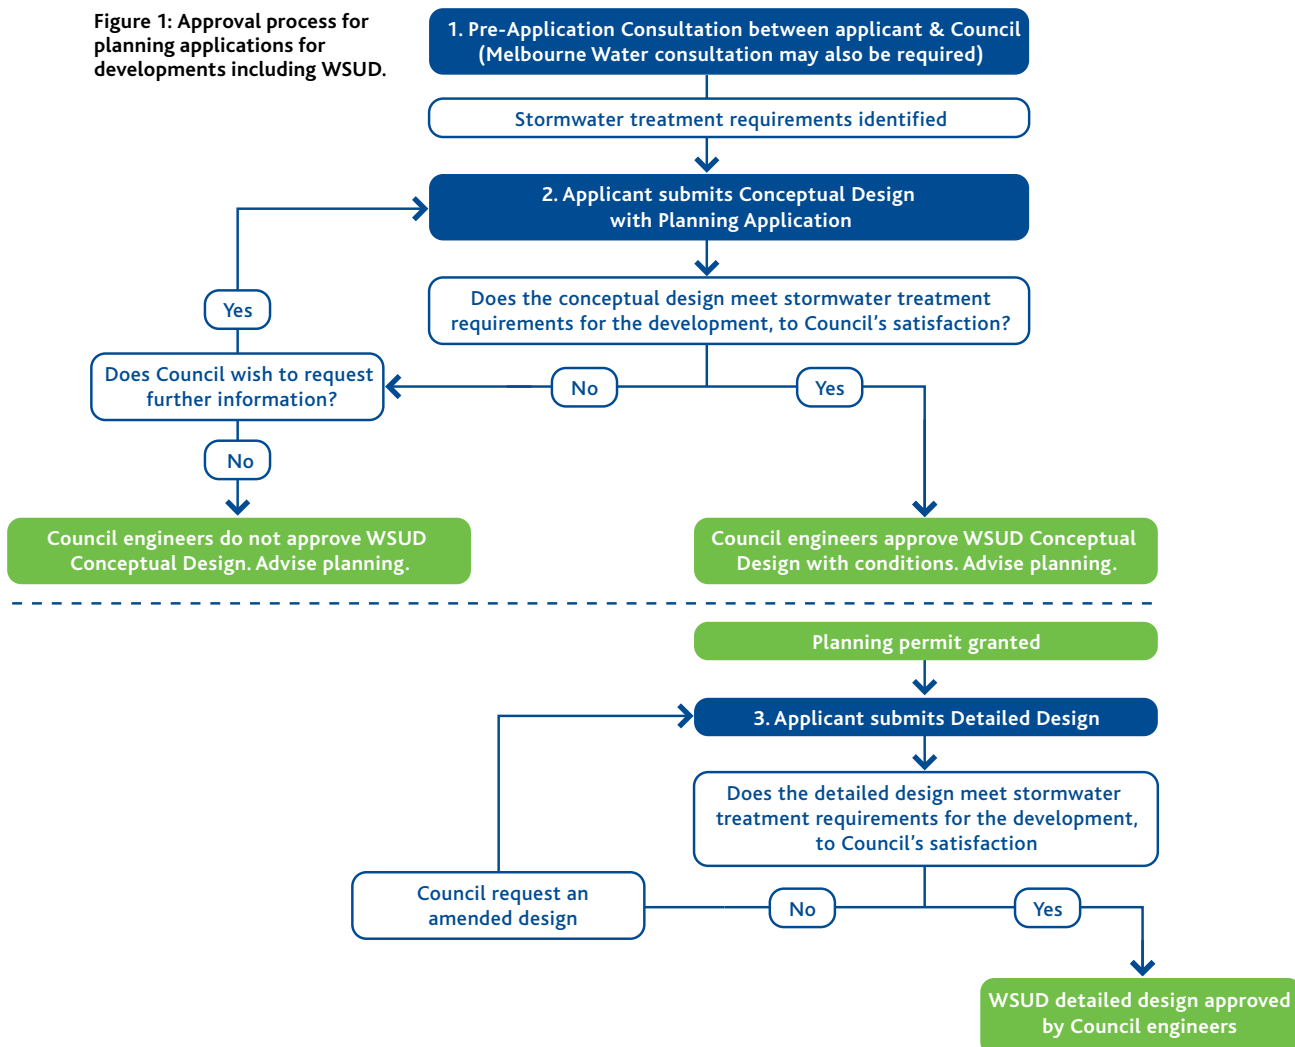 Figure 1: Approval process for
planning applications for
developments including WSUD.
1. Pre-Application Consultation between applicant & Council
(Melbourne Water consultation may also be required)
Stormwater treatment requirements identified
2. Applicant submits Conceptual Design
with Planning Application
Does the conceptual design meet stormwater treatment
requirements for the development, to Council's satisfaction?
Yes
Does Council wish to request
further information?
No
Yes
No
Council engineers do not approve WSUD
Conceptual Design. Advise planning.
Council engineers approve WSUD Conceptual
Design with conditions. Advise planning.
Planning permit granted
3. Applicant submits Detailed Design
Does the detailed design meet stormwater
treatment requirements for the development,
to Council's satisfaction
Council request an
amended design
No
Yes
WSUD detailed design approved
by Council engineers